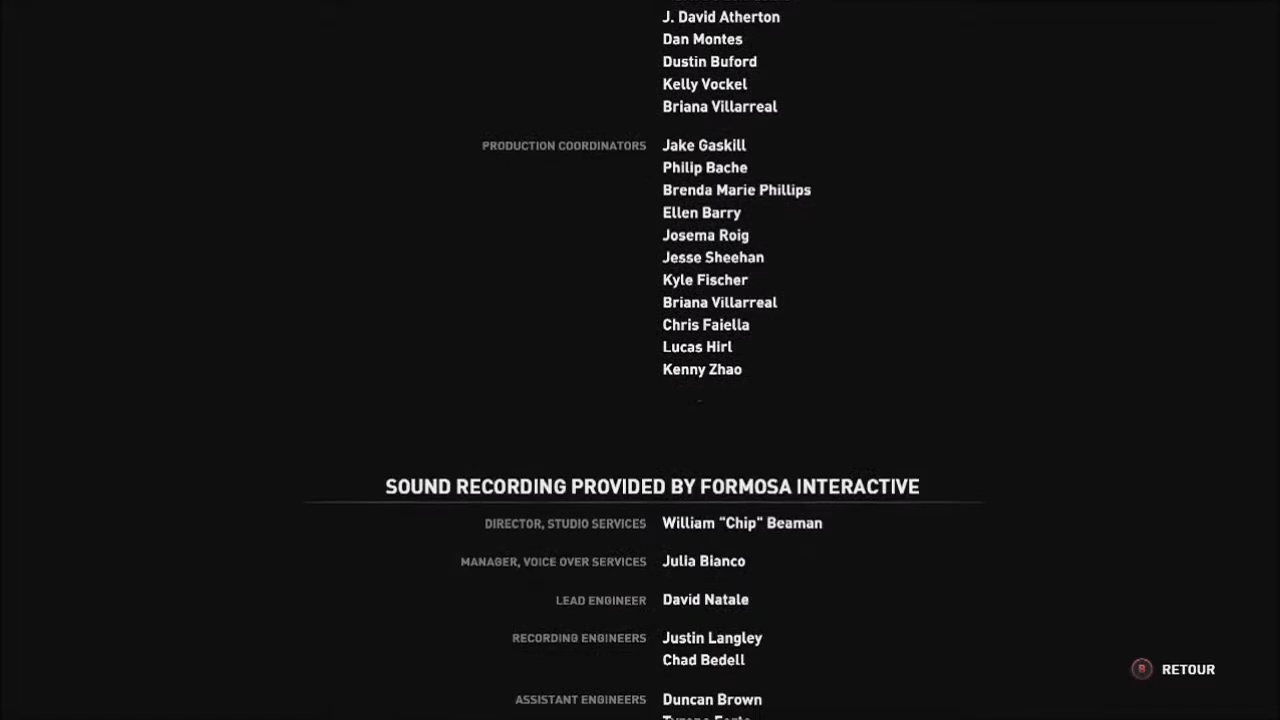 J. David Atherton
Dan Montes
Dustin Buford
Kelly Vockel
Briana Villarreal
PRODUCTION COORDINATORS Jake Gaskill
Philip Bache
Brenda Marie Phillips
Ellen Barry
Josema Roig
Jesse Sheehan
Kyle Fischer
Briana Villarreal
Chris Faiella
Lucas Hirl
Kenny Zhao
SOUND RECORDING PROVIDED BY FORMOSA INTERACTIVE
DIRECTOR, STUDIO SERVICES William "Chip" Beaman
MANAGER, VOICE OVER SERVICES Julia Bianco
LEAD ENGINEER David Natale
RECORDING ENGINEERS Justin Langley
Chad Bedell
B RETOUR
ASSISTANT ENGINEERS Duncan Brown